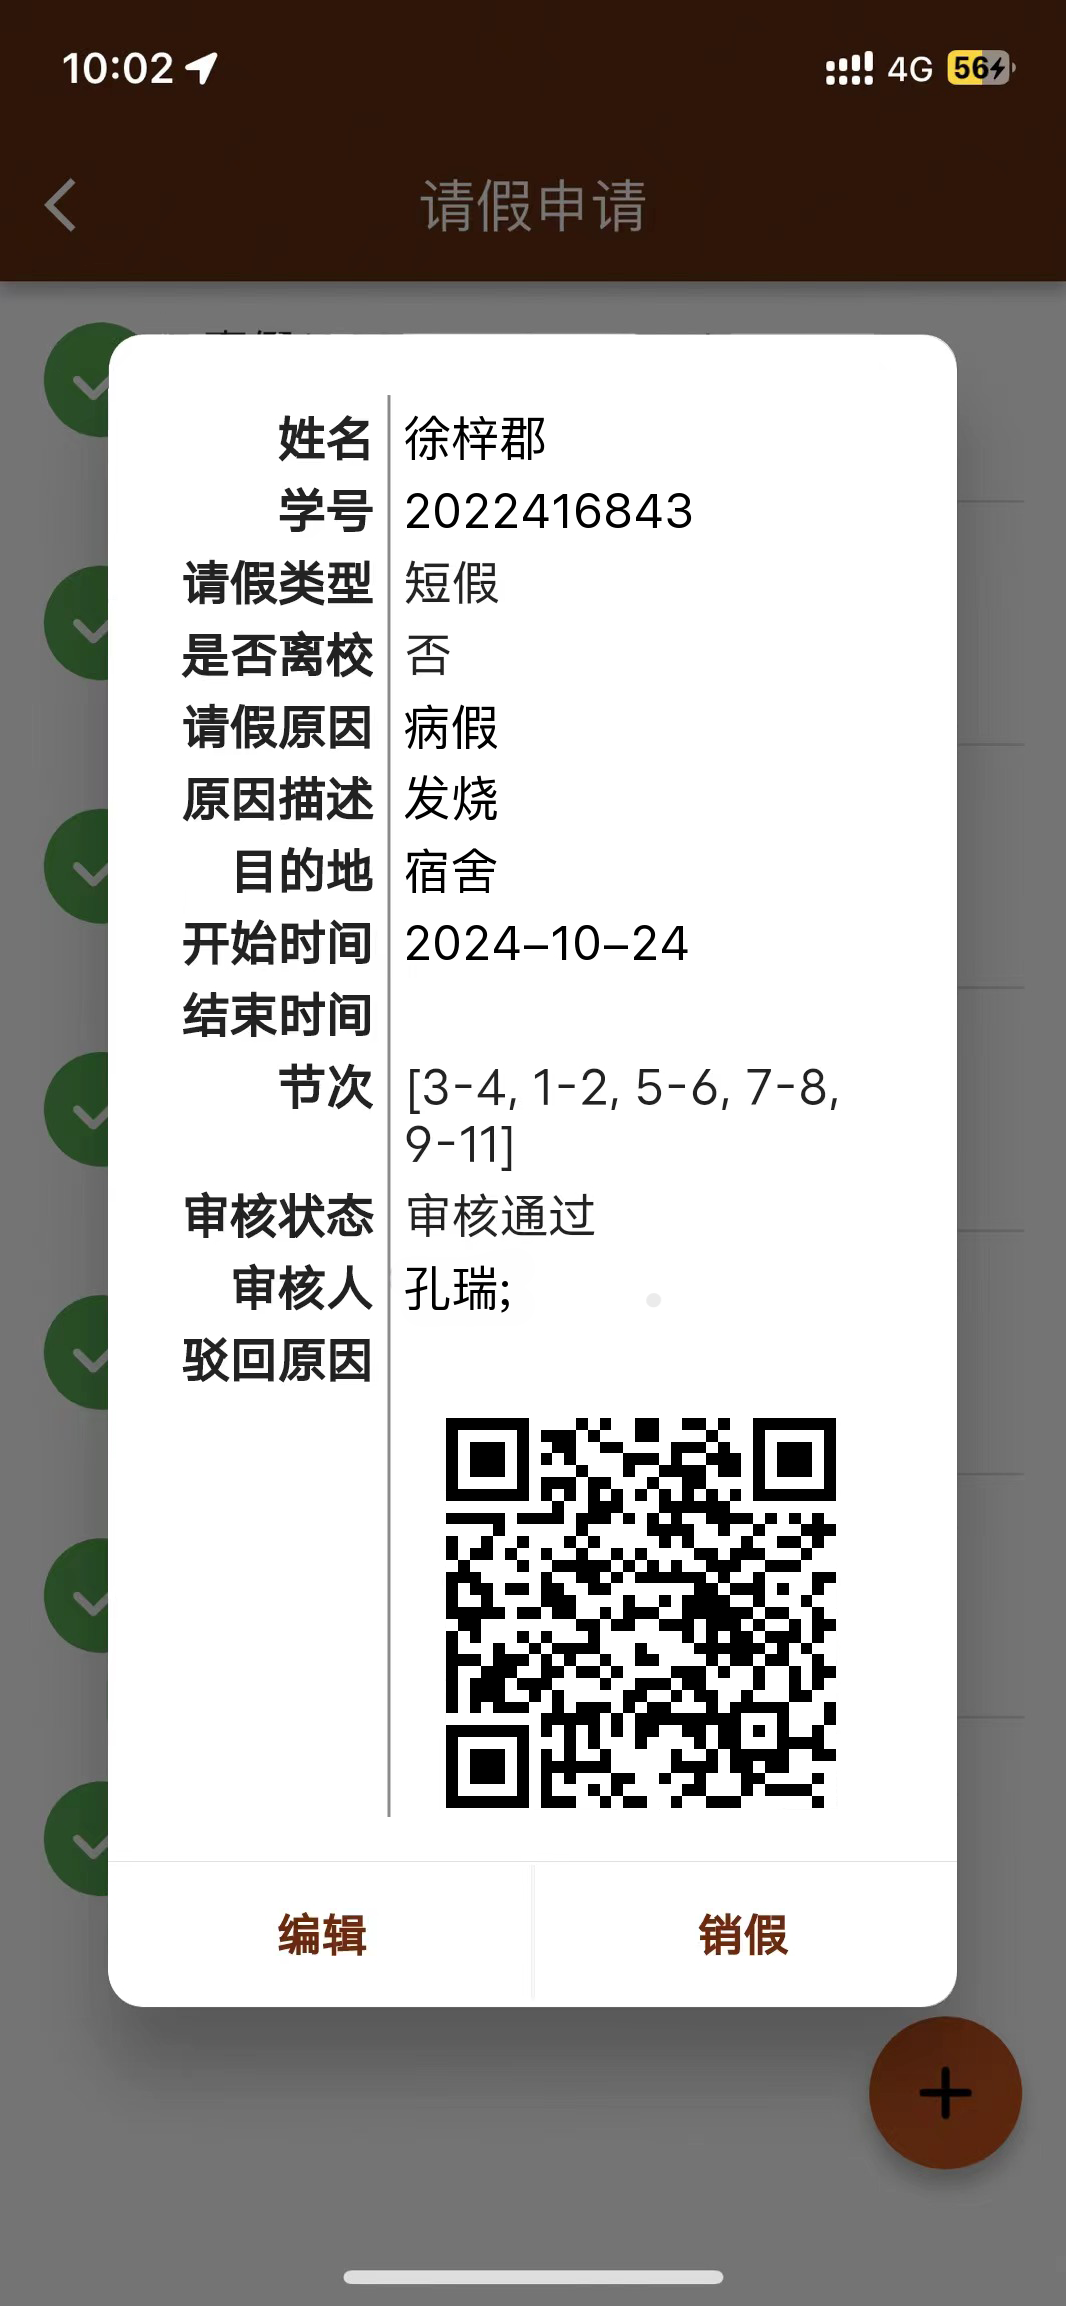 10:02
4G
56
请假申请
姓名 徐梓郡
学号 2022416843
请假类型 短假
是否离校 否
请假原因 病假
原因描述 发烧
目的地 宿舍
开始时间 2024-10-24
结束时间
节次 [3-4, 1-2, 5-6, 7-8,
9-11]
审核状态 审核通过
审核人 孔瑞;
驳回原因
编辑 销假